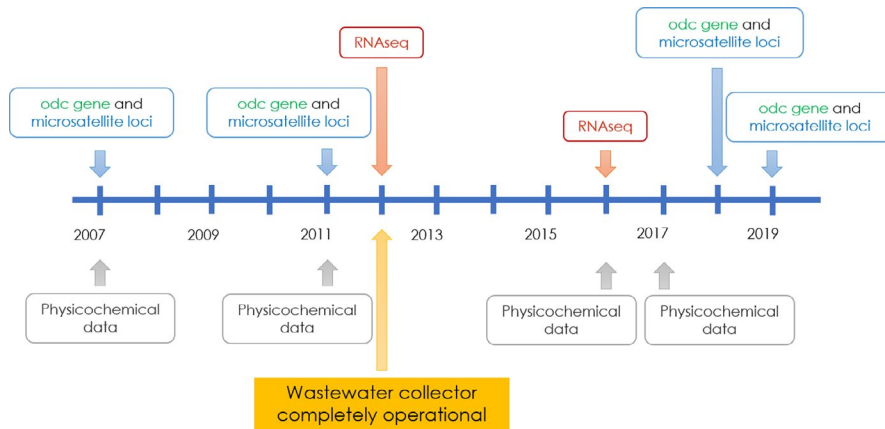 odc gene and
microsatellite loci
RNAseq
odc gene and
microsatellite loci
odc gene and
microsatellite loci
RNAseq
odc gene and
microsatellite loci
2007
2009
2011
2013
2015
2017
2019
Physicochemical
data
Physicochemical
data
Physicochemical
data
Physicochemical
data
Wastewater collector
completely operational